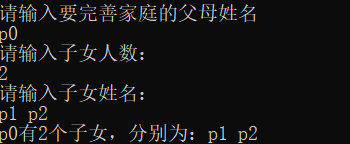 请输入要完善家庭的父母姓名
p0
请输入子女人数：
2
请输入子女姓名：
p1 p2
p0有2个子女，分别为：p1 p2